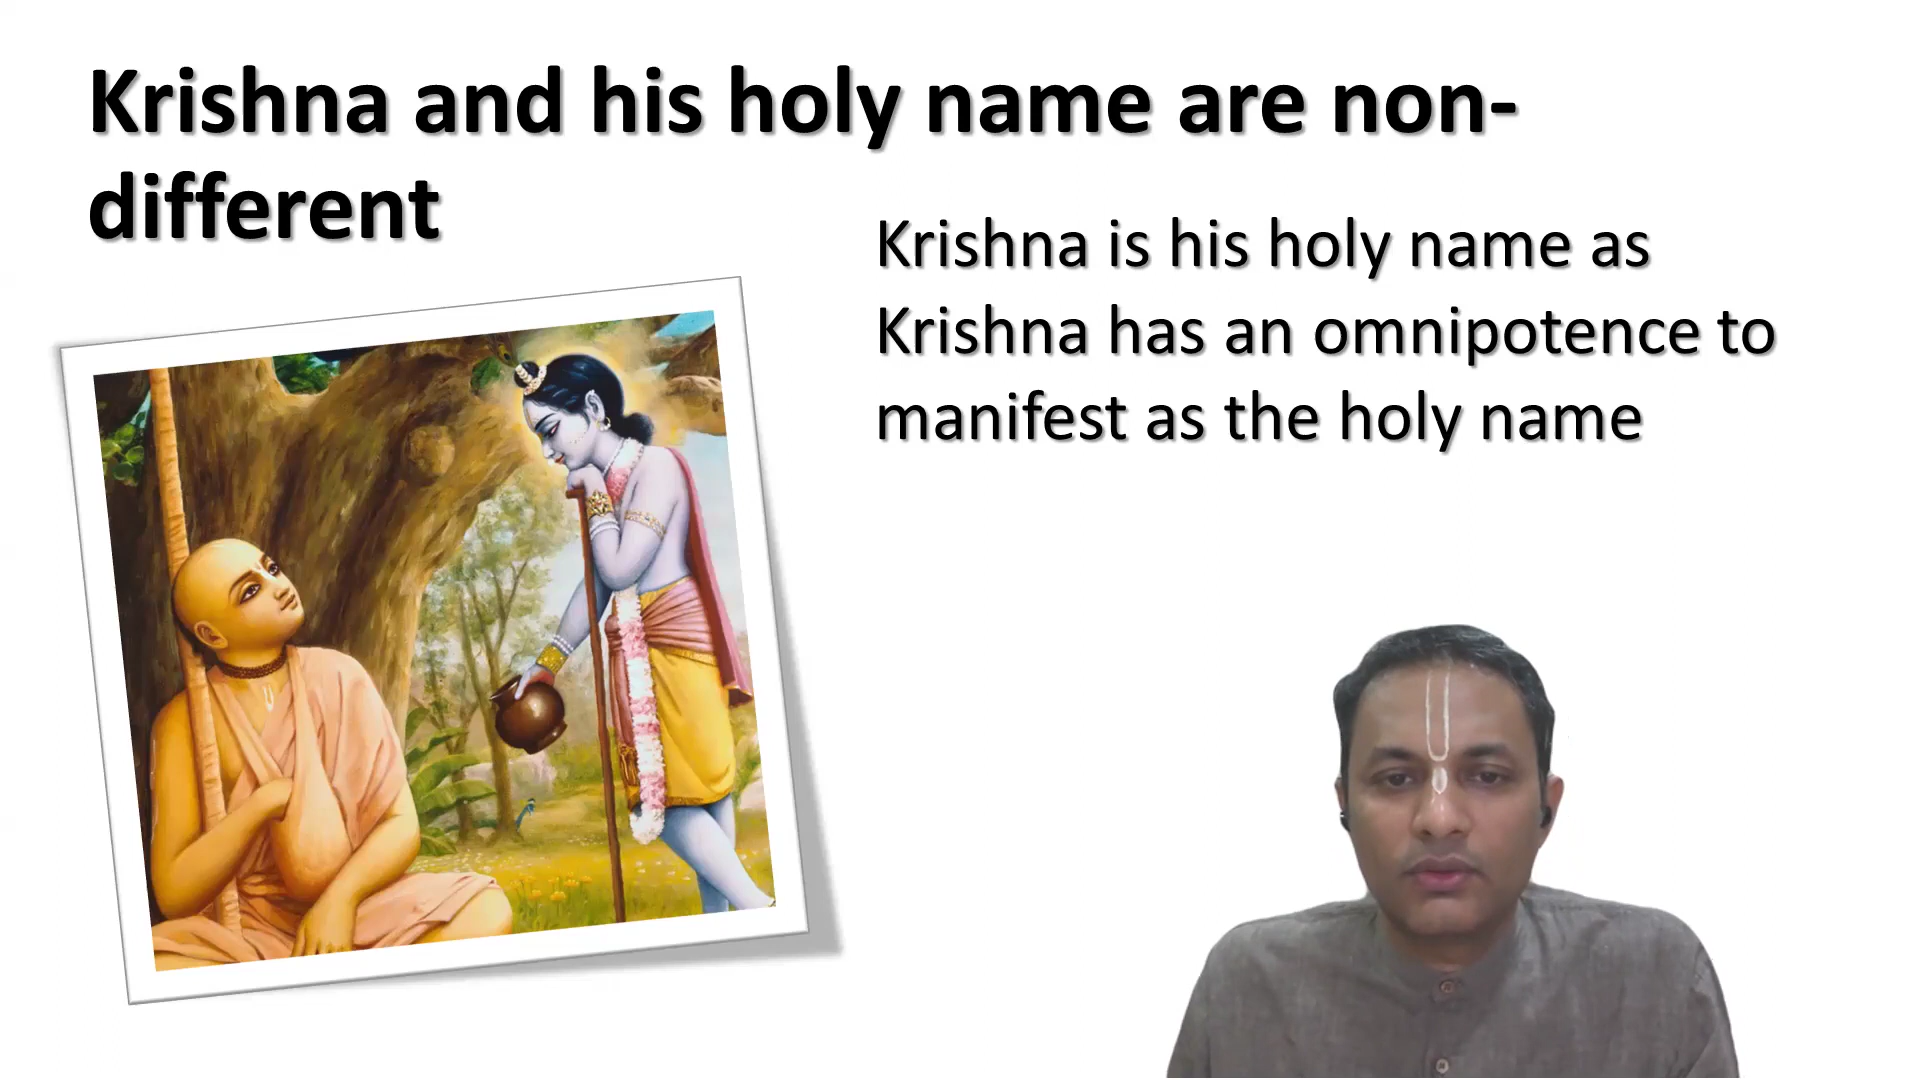 Krishna and his holy name are non-
different
Krishna is his holy name as
Krishna has an omnipotence to
manifest as the holy name